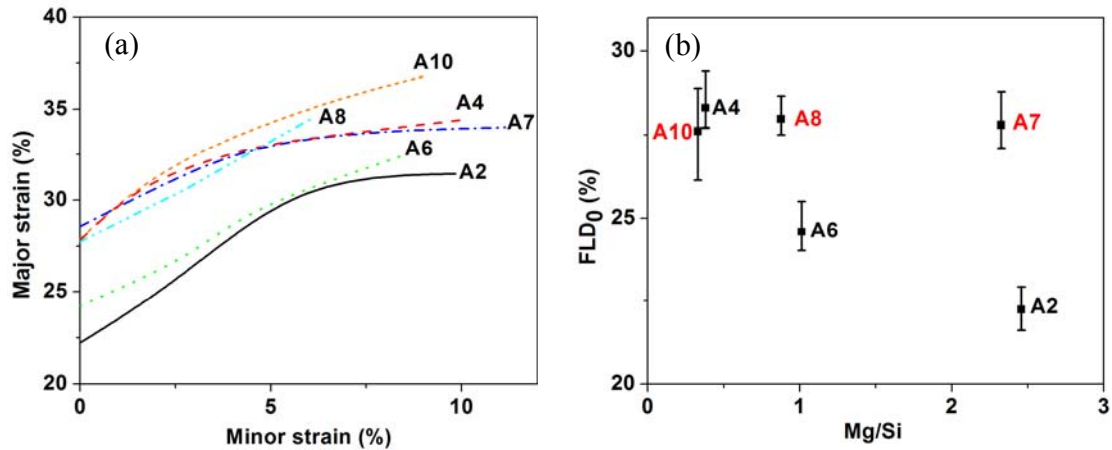 (a)
40
35
30
25
20
Major strain (%)
A10
A4
A8
A7
A6
A2
0
5
10
Minor strain (%)
(b)
30
25
20
FLD0 (%)
A10
A4
A8
A7
A6
A2
0
1
2
3
Mg/Si